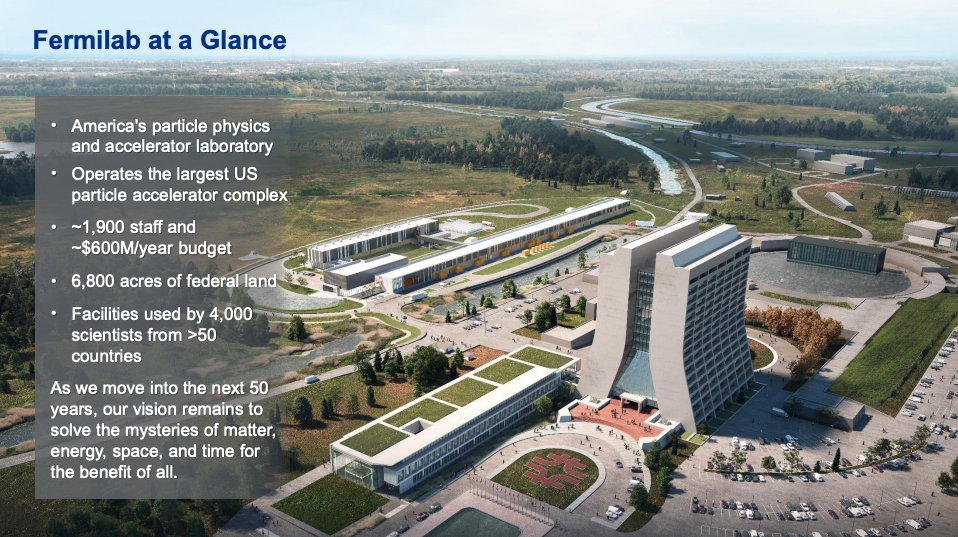 Fermilab at a Glance
• America's particle physics
and accelerator laboratory
• Operates the largest US
particle accelerator complex
• ~1,900 staff and
~$600M/year budget
• 6,800 acres of federal land
• Facilities used by 4,000
scientists from >50
countries
As we move into the next 50
years, our vision remains to
solve the mysteries of matter,
energy, space, and time for
the benefit of all.